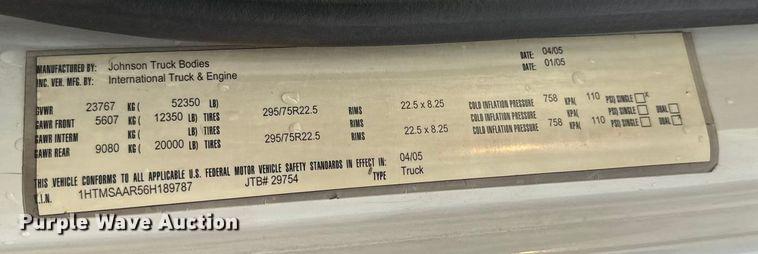 MANUFACTURED BY: Johnson Truck Bodies DATE: 04/05
INC. VEH. MFG. BY: International Truck & Engine DATE: 01/05
GVWR 23767 KG ( 52350 LB)
GAWR FRONT 5607 KG ( 12350 LB) TIRES 295/75R22.5 RIMS 22.5 x 8.25 COLD INFLATION PRESSURE 758 KPA( 110 PSI) SINGLE x
GAWR INTERM KG ( LB) TIRES RIMS COLD INFLATION PRESSURE KPA( PSI) SINGLE DUAL
GAWR REAR 9080 KG ( 20000 LB) TIRES 295/75R22.5 RIMS 22.5 x 8.25 COLD INFLATION PRESSURE 758 KPA( 110 PSI) SINGLE DUAL
THIS VEHICLE CONFORMS TO ALL APPLICABLE U.S. FEDERAL MOTOR VEHICLE SAFETY STANDARDS IN EFFECT IN: 04/05
V.I.N. 1HTMSAAR56H189787 JTB# 29754 TYPE Truck
Purple Wave Auction